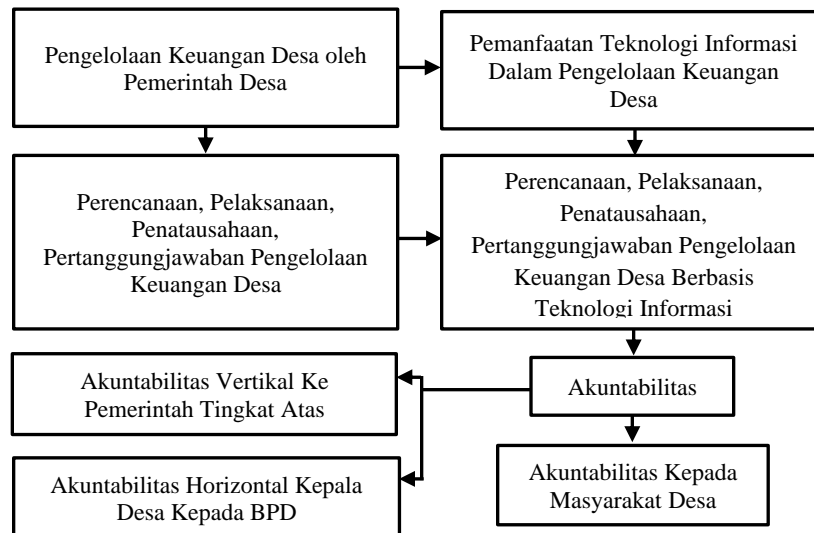 Pengelolaan Keuangan Desa oleh
Pemerintah Desa
Pemanfaatan Teknologi Informasi
Dalam Pengelolaan Keuangan
Desa
Perencanaan, Pelaksanaan,
Penatausahaan,
Pertanggungjawaban Pengelolaan
Keuangan Desa
Perencanaan, Pelaksanaan,
Penatausahaan,
Pertanggungjawaban Pengelolaan
Keuangan Desa Berbasis
Teknologi Informasi
Akuntabilitas Vertikal Ke
Pemerintah Tingkat Atas
Akuntabilitas
Akuntabilitas Horizontal Kepala
Desa Kepada BPD
Akuntabilitas Kepada
Masyarakat Desa